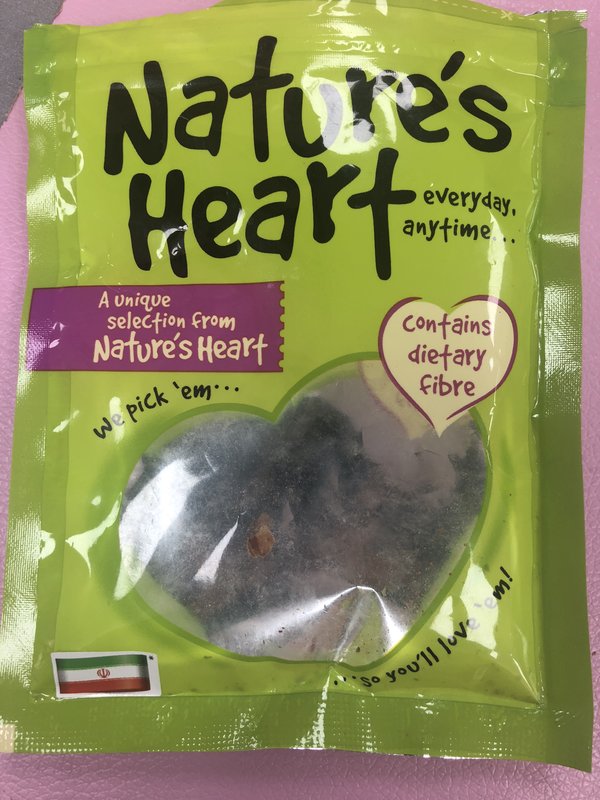 Nature's
Heart
everyday,
anytime...
A unique
selection from
Nature's Heart
Contains
dietary
fibre
We pick 'em...
...so you'll love 'em!